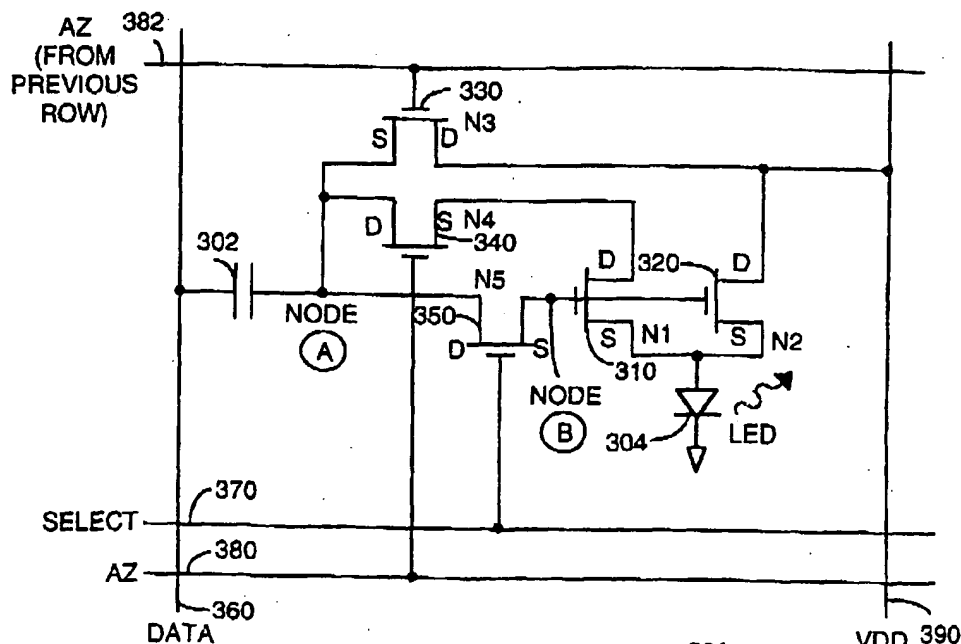 AZ
382
(FROM
PREVIOUS
ROW)
330
N3
S
D
D
S
N4
340
302
N5
320
D
D
NODE
A
350
D
S
S
N1
S
N2
310
NODE
B
304
LED
370
SELECT
380
AZ
360
DATA
VDD
390